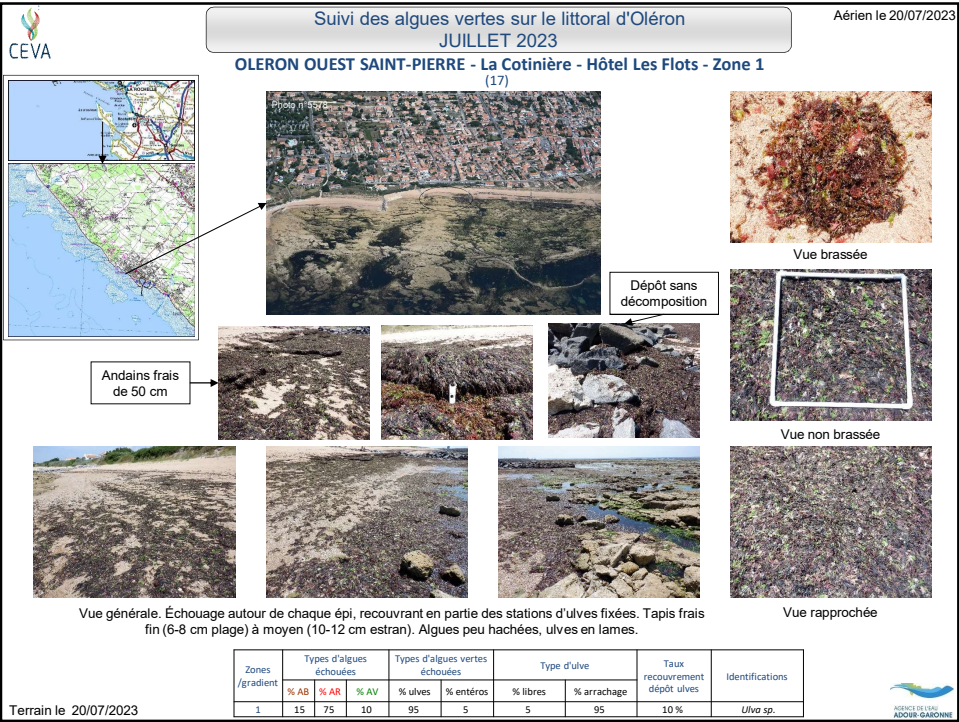 CEVA
Suivi des algues vertes sur le littoral d'Oléron
JUILLET 2023
Aérien le 20/07/2023
OLERON OUEST SAINT-PIERRE - La Cotinière - Hôtel Les Flots - Zone 1
(17)
LA ROCHELLE
Photo n°5578
Vue brassée
Dépôt sans
décomposition
Andains frais
de 50 cm
Vue non brassée
Vue générale. Échouage autour de chaque épi, recouvrant en partie des stations d'ulves fixées. Tapis frais
fin (6-8 cm plage) à moyen (10-12 cm estran). Algues peu hachées, ulves en lames.
Vue rapprochée
Zones
/gradient
Types d'algues
échouées
Types d'algues vertes
échouées
Type d'ulve
Taux
recouvrement
dépôt ulves
Identifications
% AB % AR % AV % ulves % entéros % libres % arrachage
1 15 75 10 95 5 5 95 10 % Ulva sp.
Terrain le 20/07/2023
AGENCE DE L'EAU
ADOUR-GARONNE